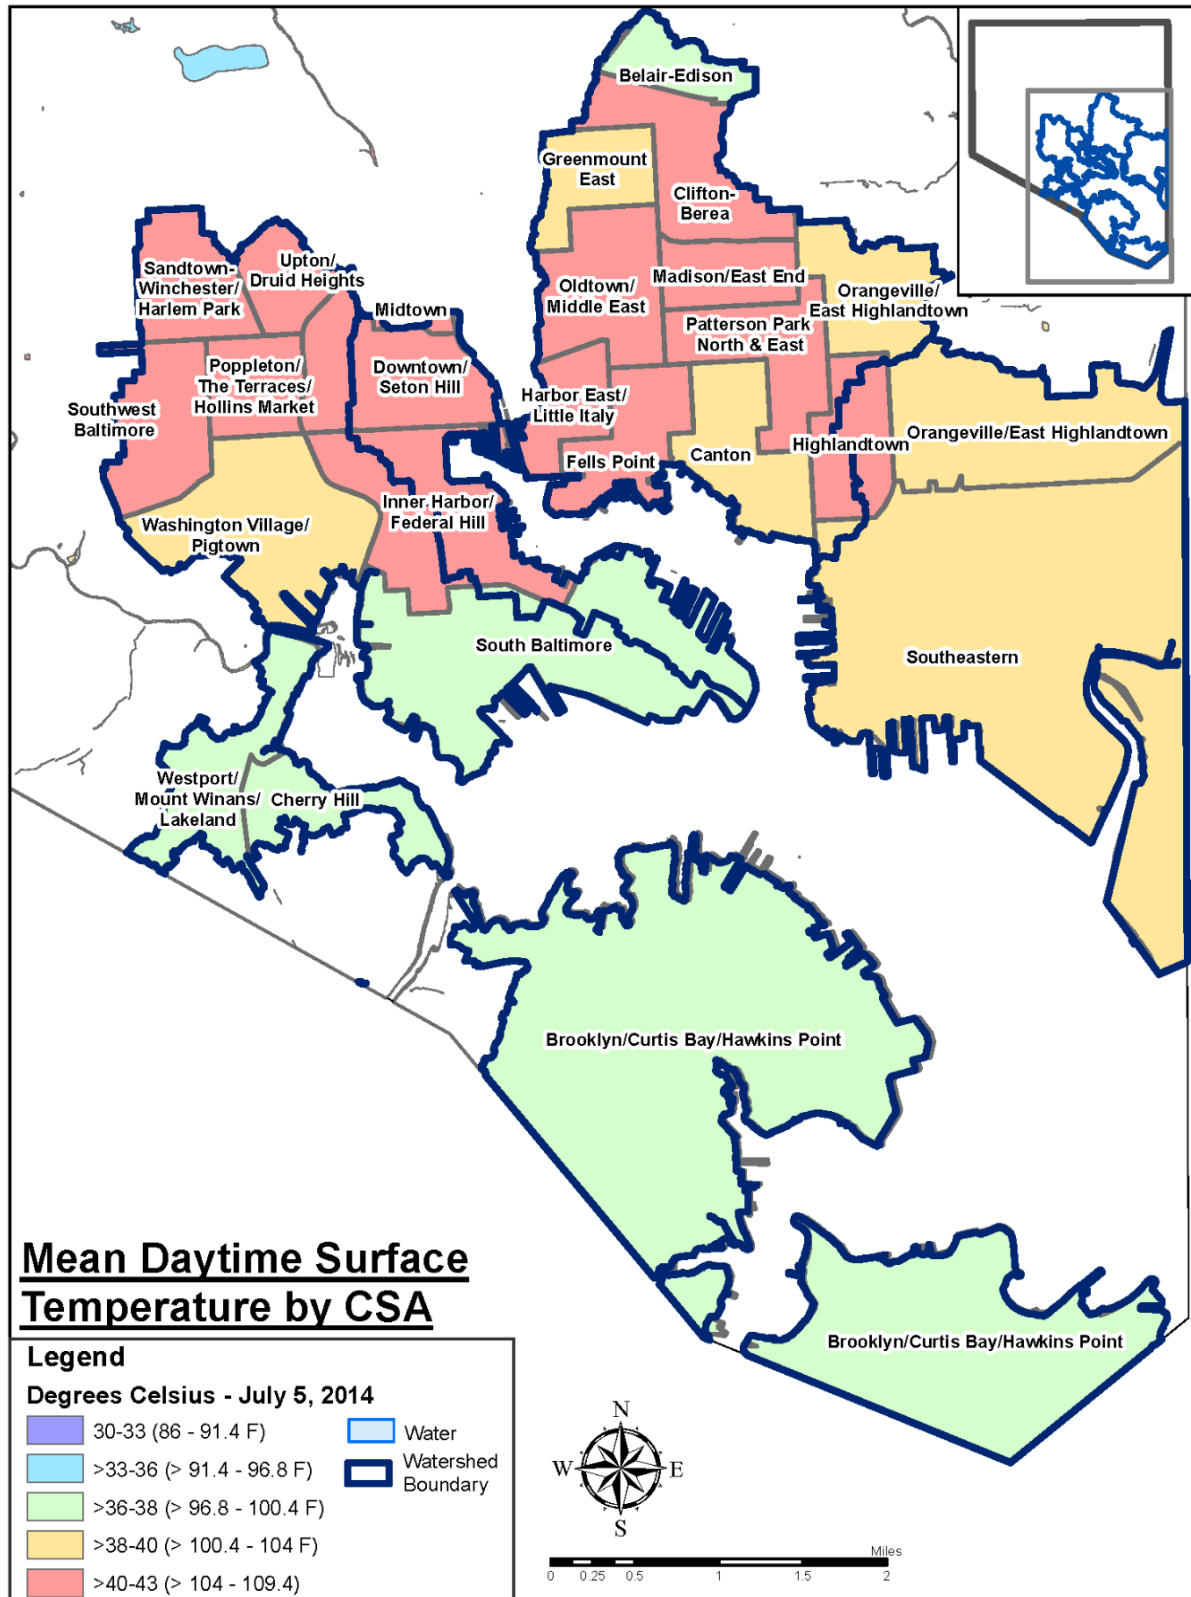 Belair-Edison
Greenmount
East
Clifton-
Berea
Sandtown-
Winchester/
Harlem Park
Upton/
Druid Heights
Midtown
Oldtown/
Middle East
Madison/East End
Orangeville/
East Highlandtown
Patterson Park
North & East
Poppleton/
The Terraces/
Hollins Market
Downtown/
Seton Hill
Southwest
Baltimore
Harbor East/
Little Italy
Highlandtown
Orangeville/East Highlandtown
Fells Point
Canton
Inner Harbor/
Federal Hill
Washington Village/
Pigtown
South Baltimore
Southeastern
Westport/
Mount Winans/
Lakeland
Cherry Hill
Brooklyn/Curtis Bay/Hawkins Point
Brooklyn/Curtis Bay/Hawkins Point
Mean Daytime Surface
Temperature by CSA
Legend
Degrees Celsius - July 5, 2014
30-33 (86 - 91.4 F)
>33-36 (> 91.4 - 96.8 F)
>36-38 (> 96.8 - 100.4 F)
>38-40 (> 100.4 - 104 F)
>40-43 (> 104 - 109.4)
Water
Watershed
Boundary
N
W
E
S
Miles
0 0.25 0.5 1 1.5 2